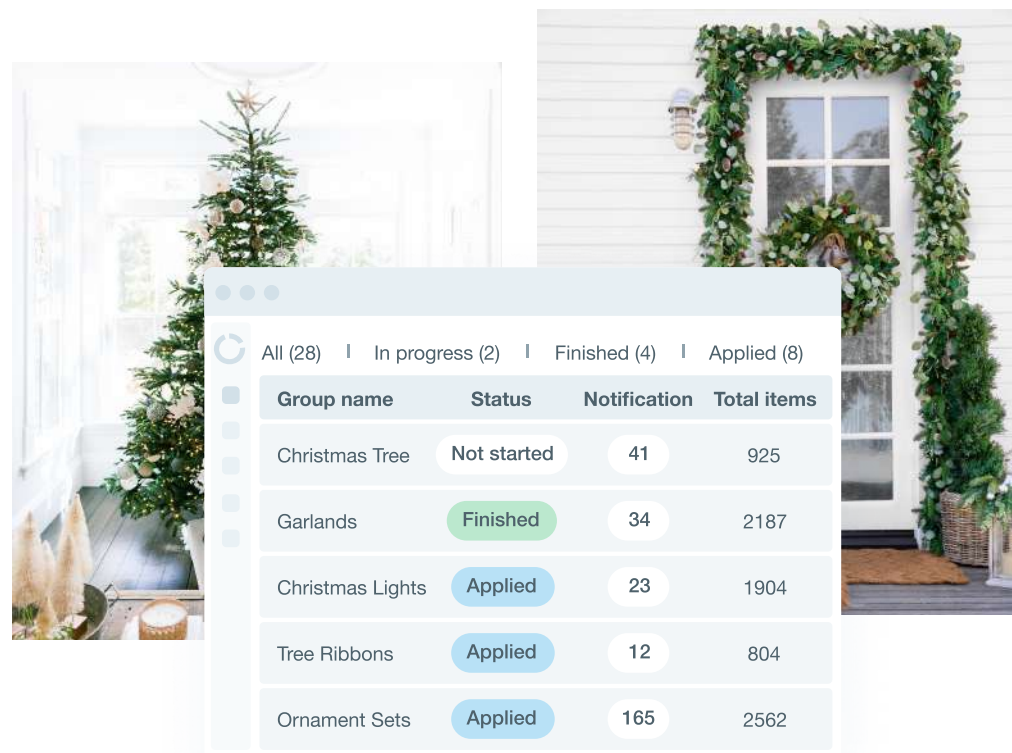 All (28) | In progress (2) | Finished (4) | Applied (8)
Group name Status Notification Total items
Christmas Tree Not started 41 925
Garlands Finished 34 2187
Christmas Lights Applied 23 1904
Tree Ribbons Applied 12 804
Ornament Sets Applied 165 2562